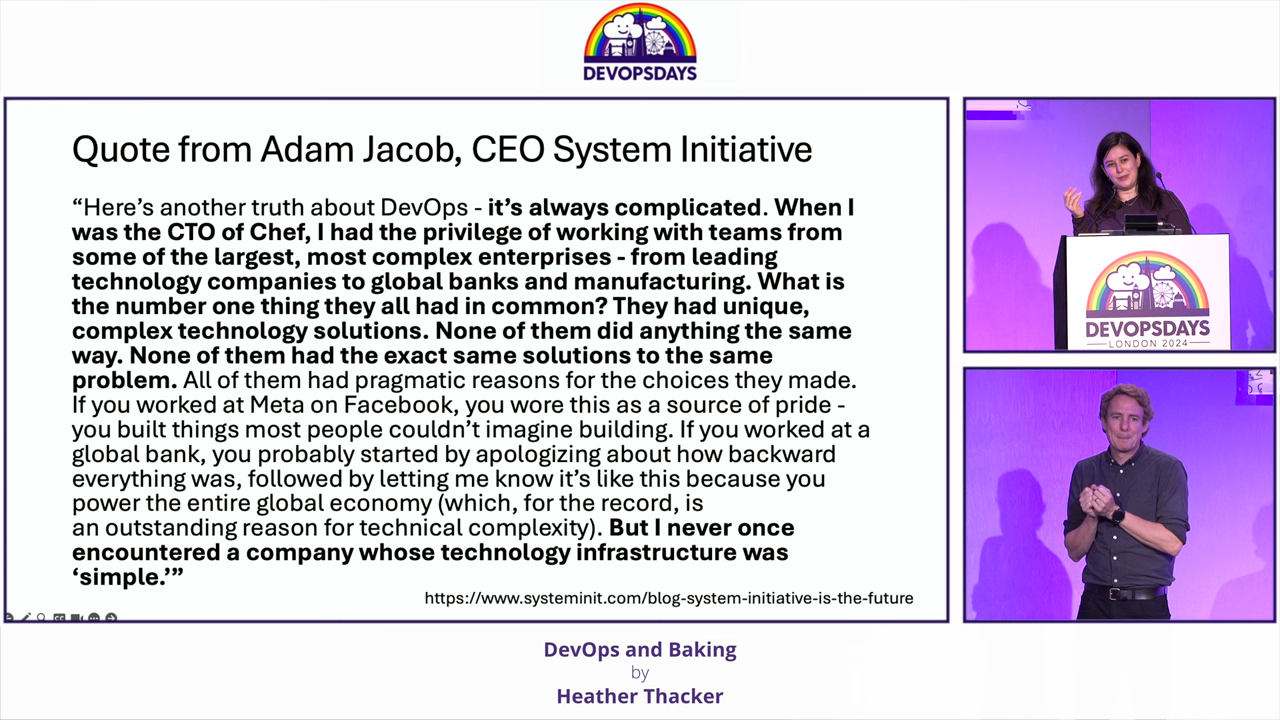 DEVOPSDAYS
Quote from Adam Jacob, CEO System Initiative
“Here’s another truth about DevOps - it’s always complicated. When I
was the CTO of Chef, I had the privilege of working with teams from
some of the largest, most complex enterprises - from leading
technology companies to global banks and manufacturing. What is
the number one thing they all had in common? They had unique,
complex technology solutions. None of them did anything the same
way. None of them had the exact same solutions to the same
problem. All of them had pragmatic reasons for the choices they made.
If you worked at Meta on Facebook, you wore this as a source of pride -
you built things most people couldn’t imagine building. If you worked at a
global bank, you probably started by apologizing about how backward
everything was, followed by letting me know it’s like this because you
power the entire global economy (which, for the record, is
an outstanding reason for technical complexity). But I never once
encountered a company whose technology infrastructure was
‘simple.’”
https://www.systeminit.com/blog-system-initiative-is-the-future
DEVOPSDAYS
LONDON 2024
DevOps and Baking
by
Heather Thacker